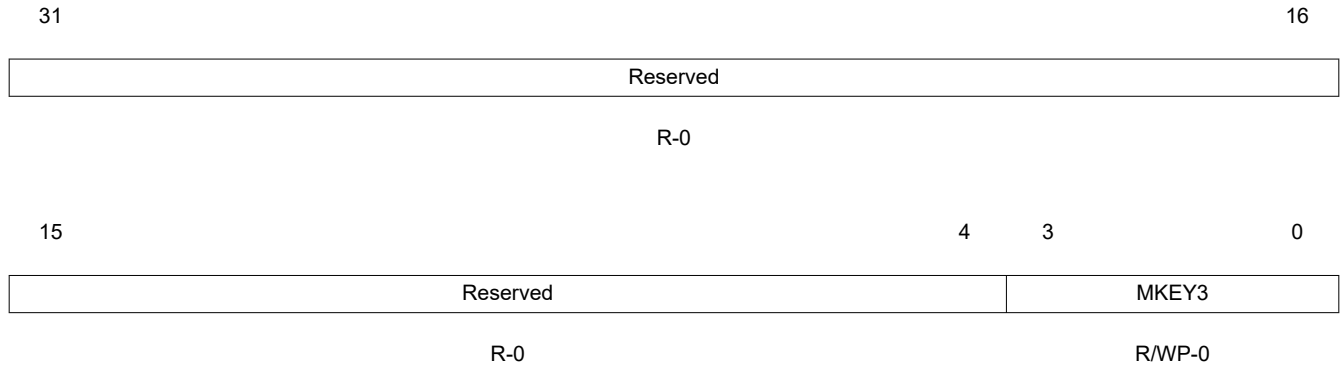 31 16
Reserved
R-0
15 4 3 0
Reserved MKEY3
R-0 R/WP-0